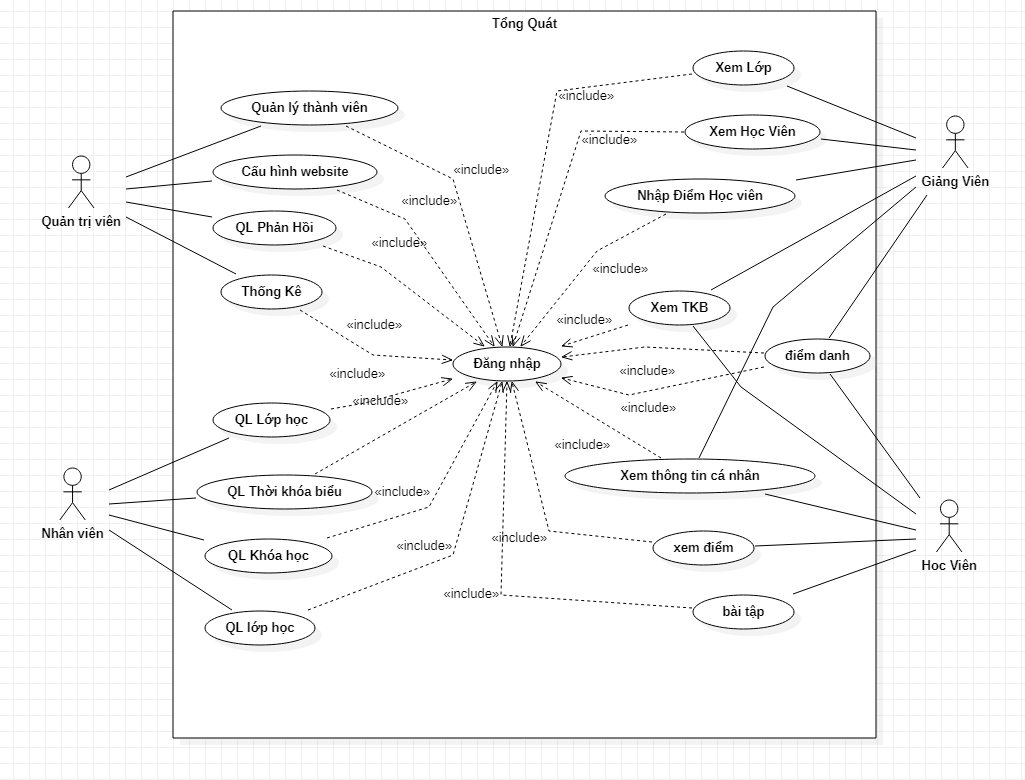 Tổng Quát
Xem Lớp
«include»
Quản lý thành viên
Xem Học Viên
«include»
Giảng Viên
Cấu hình website
«include»
Nhập Điểm Học viên
«include»
Quản trị viên
QL Phản Hồi
«include»
«include»
Thống Kê
Xem TKB
«include»
«include»
điểm danh
Đăng nhập
«include»
«include»
«include»
«include»
QL Lớp học
«include»
Xem thông tin cá nhân
QL Thời khóa biểu
«include»
Nhân viên
«include»
«include»
xem điểm
QL Khóa học
Hoc Viên
«include»
bài tập
QL lớp học